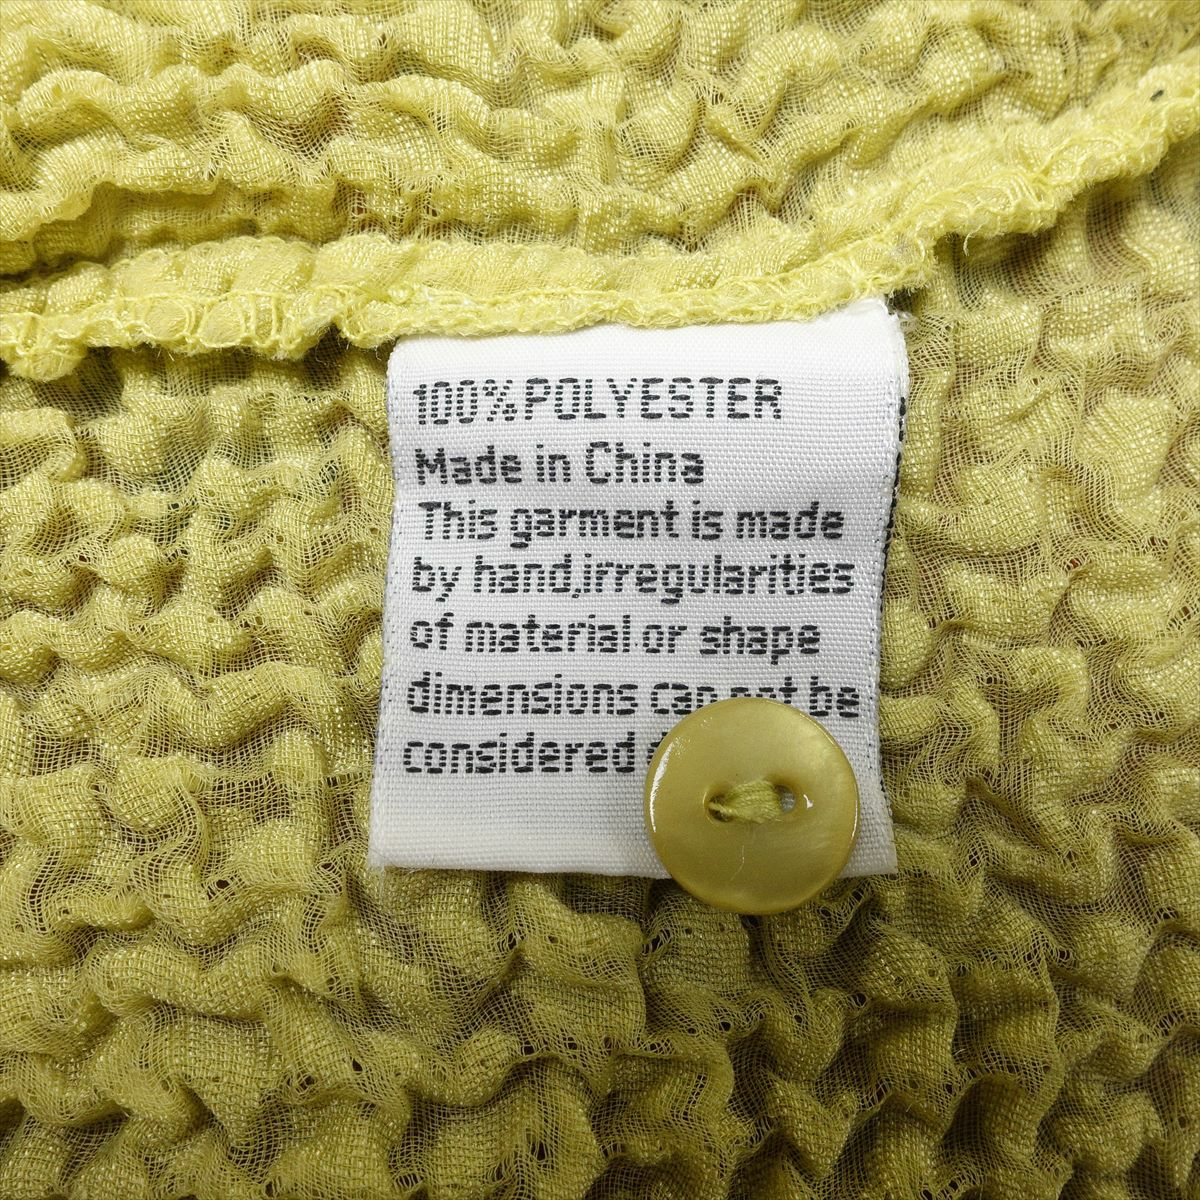 100% POLYESTER
Made in China
This garment is made
by hand,irregularities
of material or shape
dimensions can not be
considered